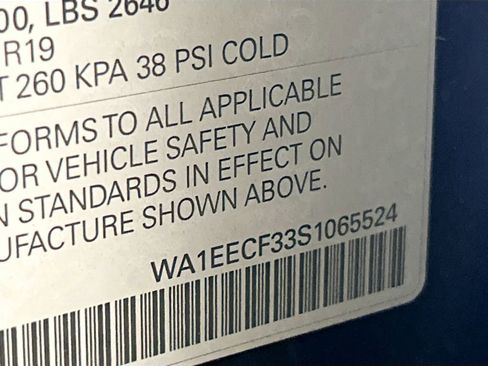 00, LBS 2646
R19
T 260 KPA 38 PSI COLD
FORMS TO ALL APPLICABLE
OR VEHICLE SAFETY AND
N STANDARDS IN EFFECT ON
UFACTURE SHOWN ABOVE.
WA1EECF33S1065524